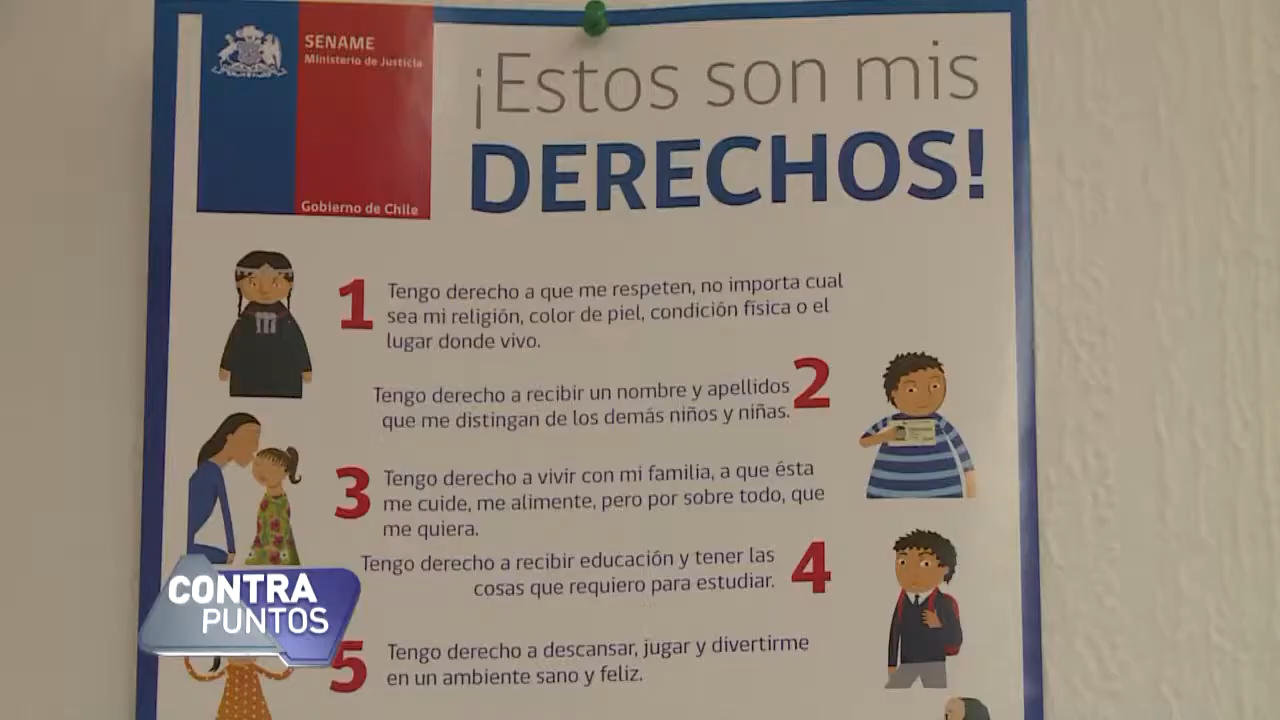 SENAME
Ministerio de Justicia
Gobierno de Chile
¡Estos son mis
DERECHOS!
1
Tengo derecho a que me respeten, no importa cual
sea mi religión, color de piel, condición física o el
lugar donde vivo.
2
Tengo derecho a recibir un nombre y apellidos
que me distingan de los demás niños y niñas.
3
Tengo derecho a vivir con mi familia, a que ésta
me cuide, me alimente, pero por sobre todo, que
me quiera.
4
Tengo derecho a recibir educación y tener las
cosas que requiero para estudiar.
5
Tengo derecho a descansar, jugar y divertirme
en un ambiente sano y feliz.
CONTRA
PUNTOS